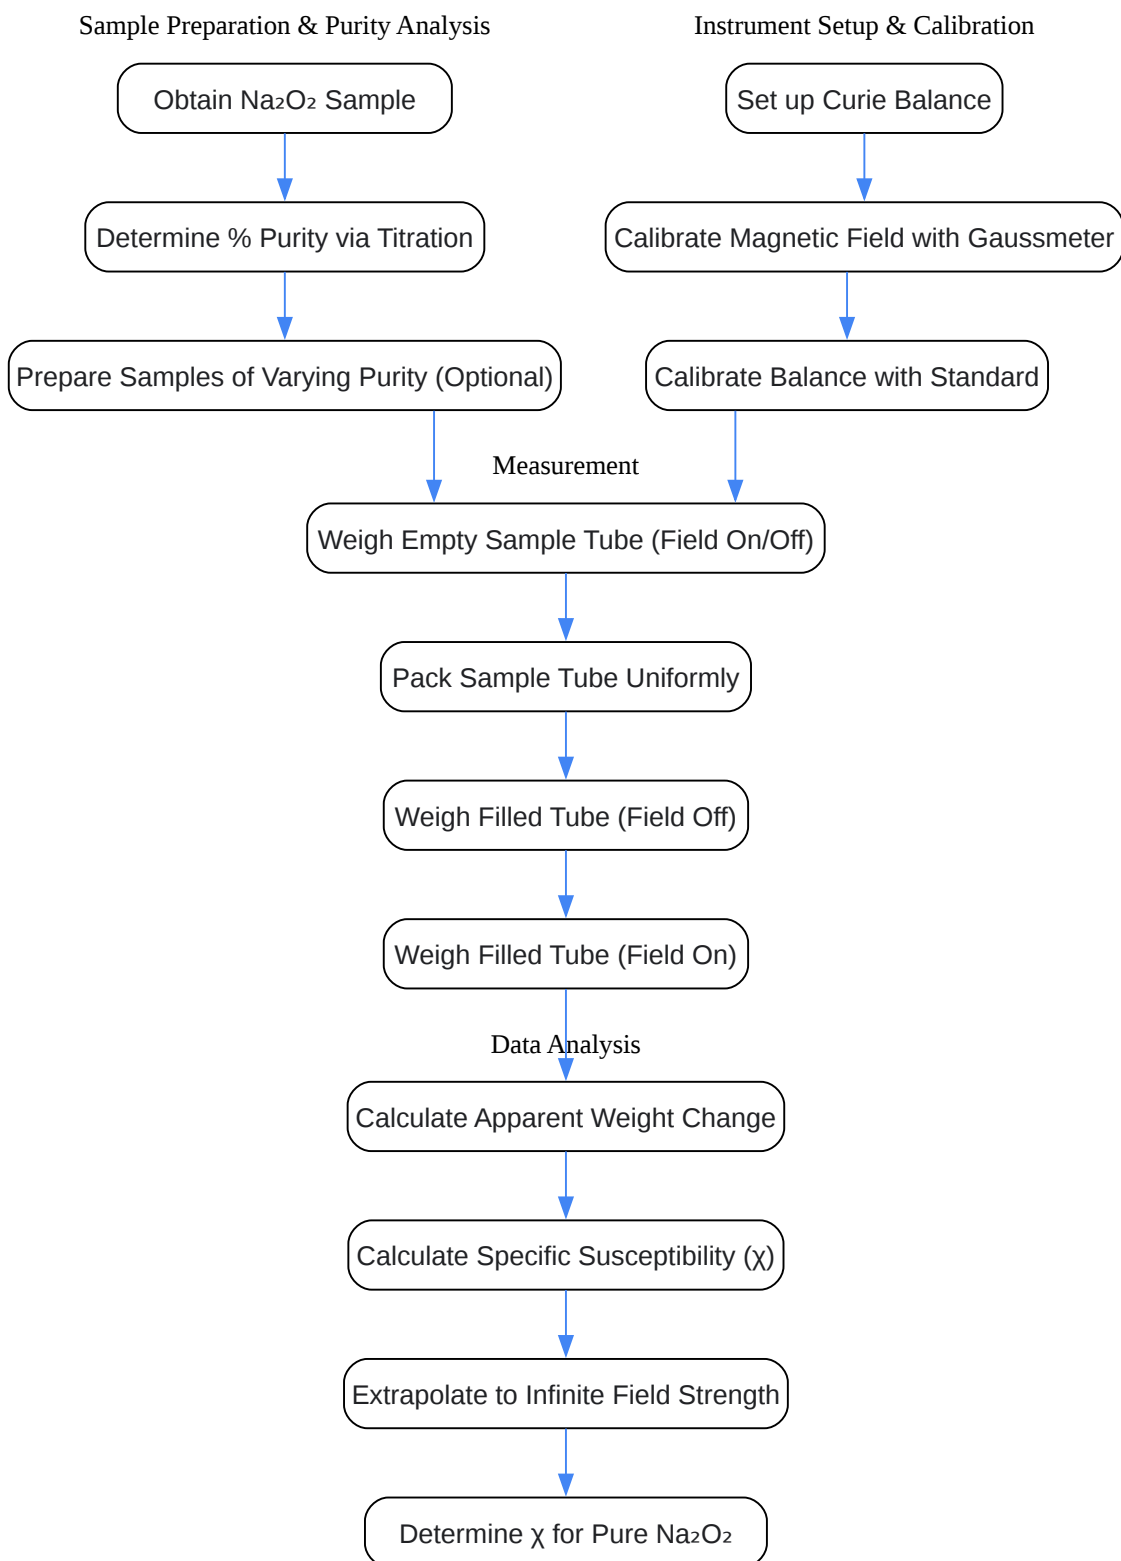 Sample Preparation & Purity Analysis
Instrument Setup & Calibration
Obtain Na₂O₂ Sample
Set up Curie Balance
Determine % Purity via Titration
Calibrate Magnetic Field with Gaussmeter
Prepare Samples of Varying Purity (Optional)
Calibrate Balance with Standard
Measurement
Weigh Empty Sample Tube (Field On/Off)
Pack Sample Tube Uniformly
Weigh Filled Tube (Field Off)
Weigh Filled Tube (Field On)
Data Analysis
Calculate Apparent Weight Change
Calculate Specific Susceptibility (χ)
Extrapolate to Infinite Field Strength
Determine χ for Pure Na₂O₂